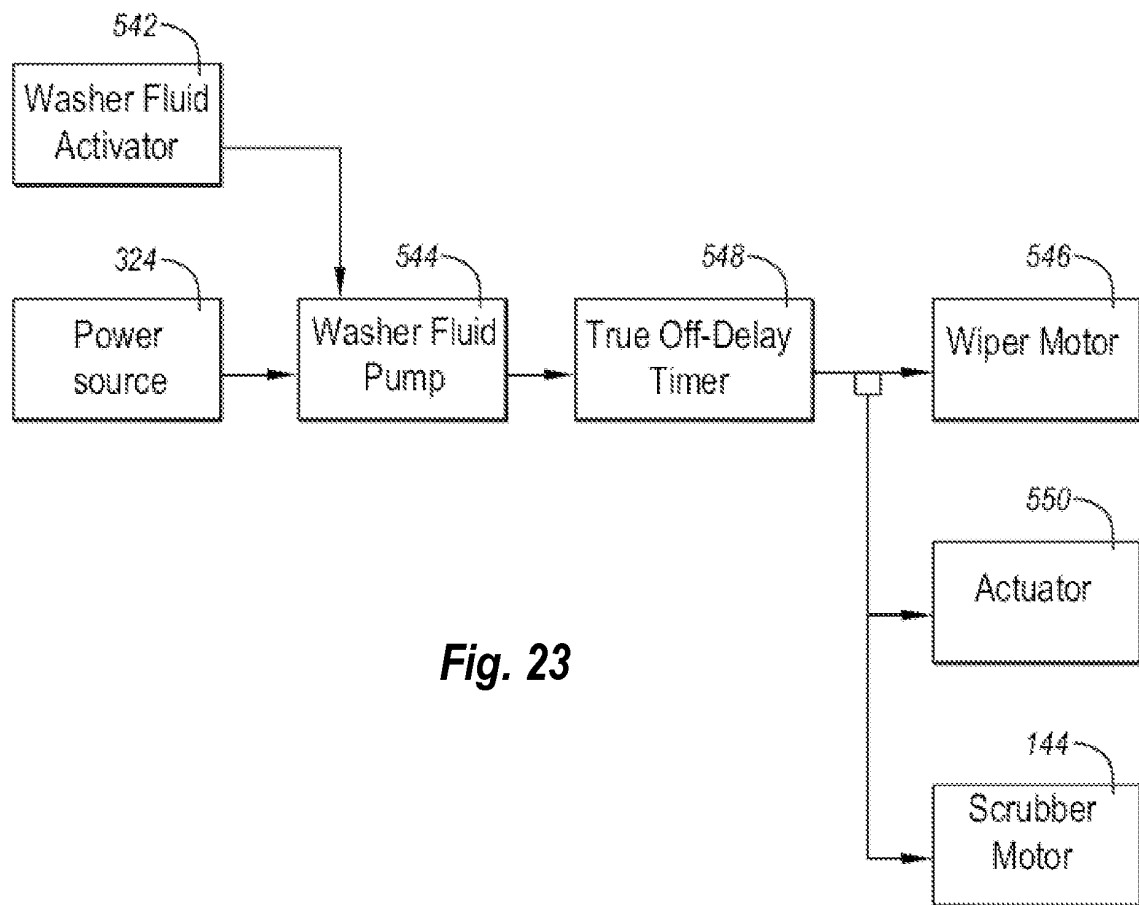 542
Washer Fluid
Activator
324
Power
source
544
Washer Fluid
Pump
548
True Off-Delay
Timer
546
Wiper Motor
550
Actuator
Fig. 23
144
Scrubber
Motor